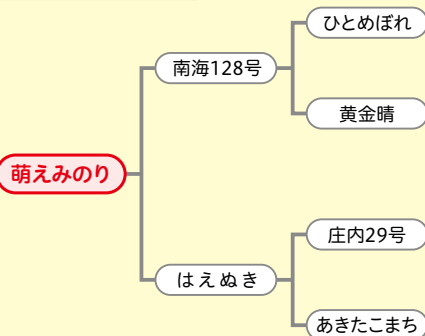 ひとめぼれ
南海128号
黄金晴
萌えみのり
庄内29号
はえぬき
あきたこまち